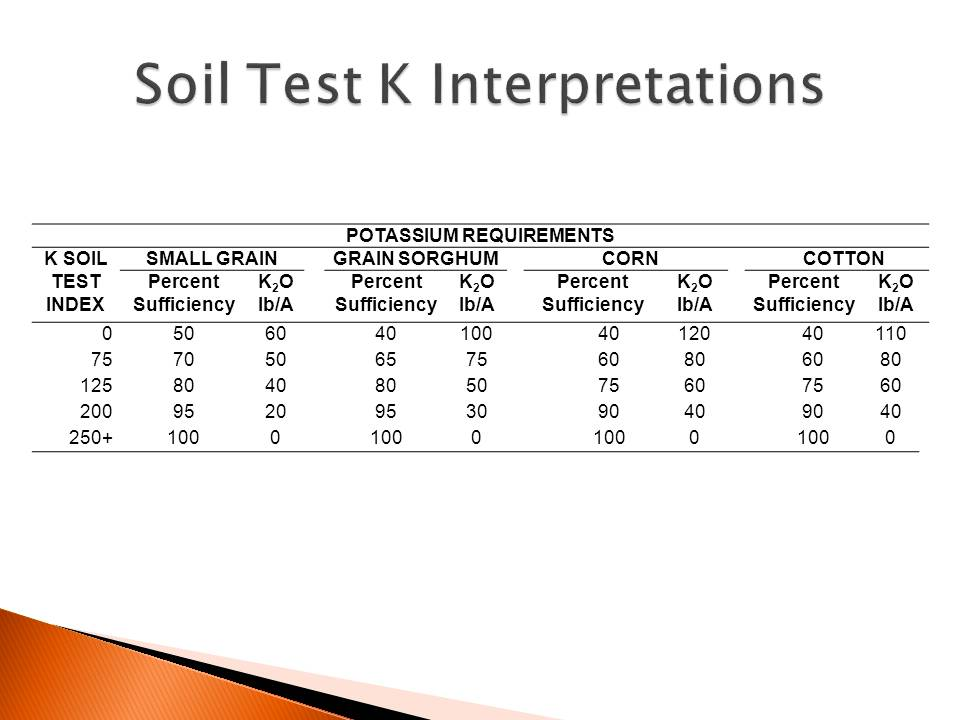 Soil Test K Interpretations
POTASSIUM REQUIREMENTS
K SOIL SMALL GRAIN GRAIN SORGHUM CORN COTTON
TEST Percent K₂O Percent K₂O Percent K₂O Percent K₂O
INDEX Sufficiency lb/A Sufficiency lb/A Sufficiency lb/A Sufficiency lb/A
0 50 60 40 100 40 120 40 110
75 70 50 65 75 60 80 60 80
125 80 40 80 50 75 60 75 60
200 95 20 95 30 90 40 90 40
250+ 100 0 100 0 100 0 100 0